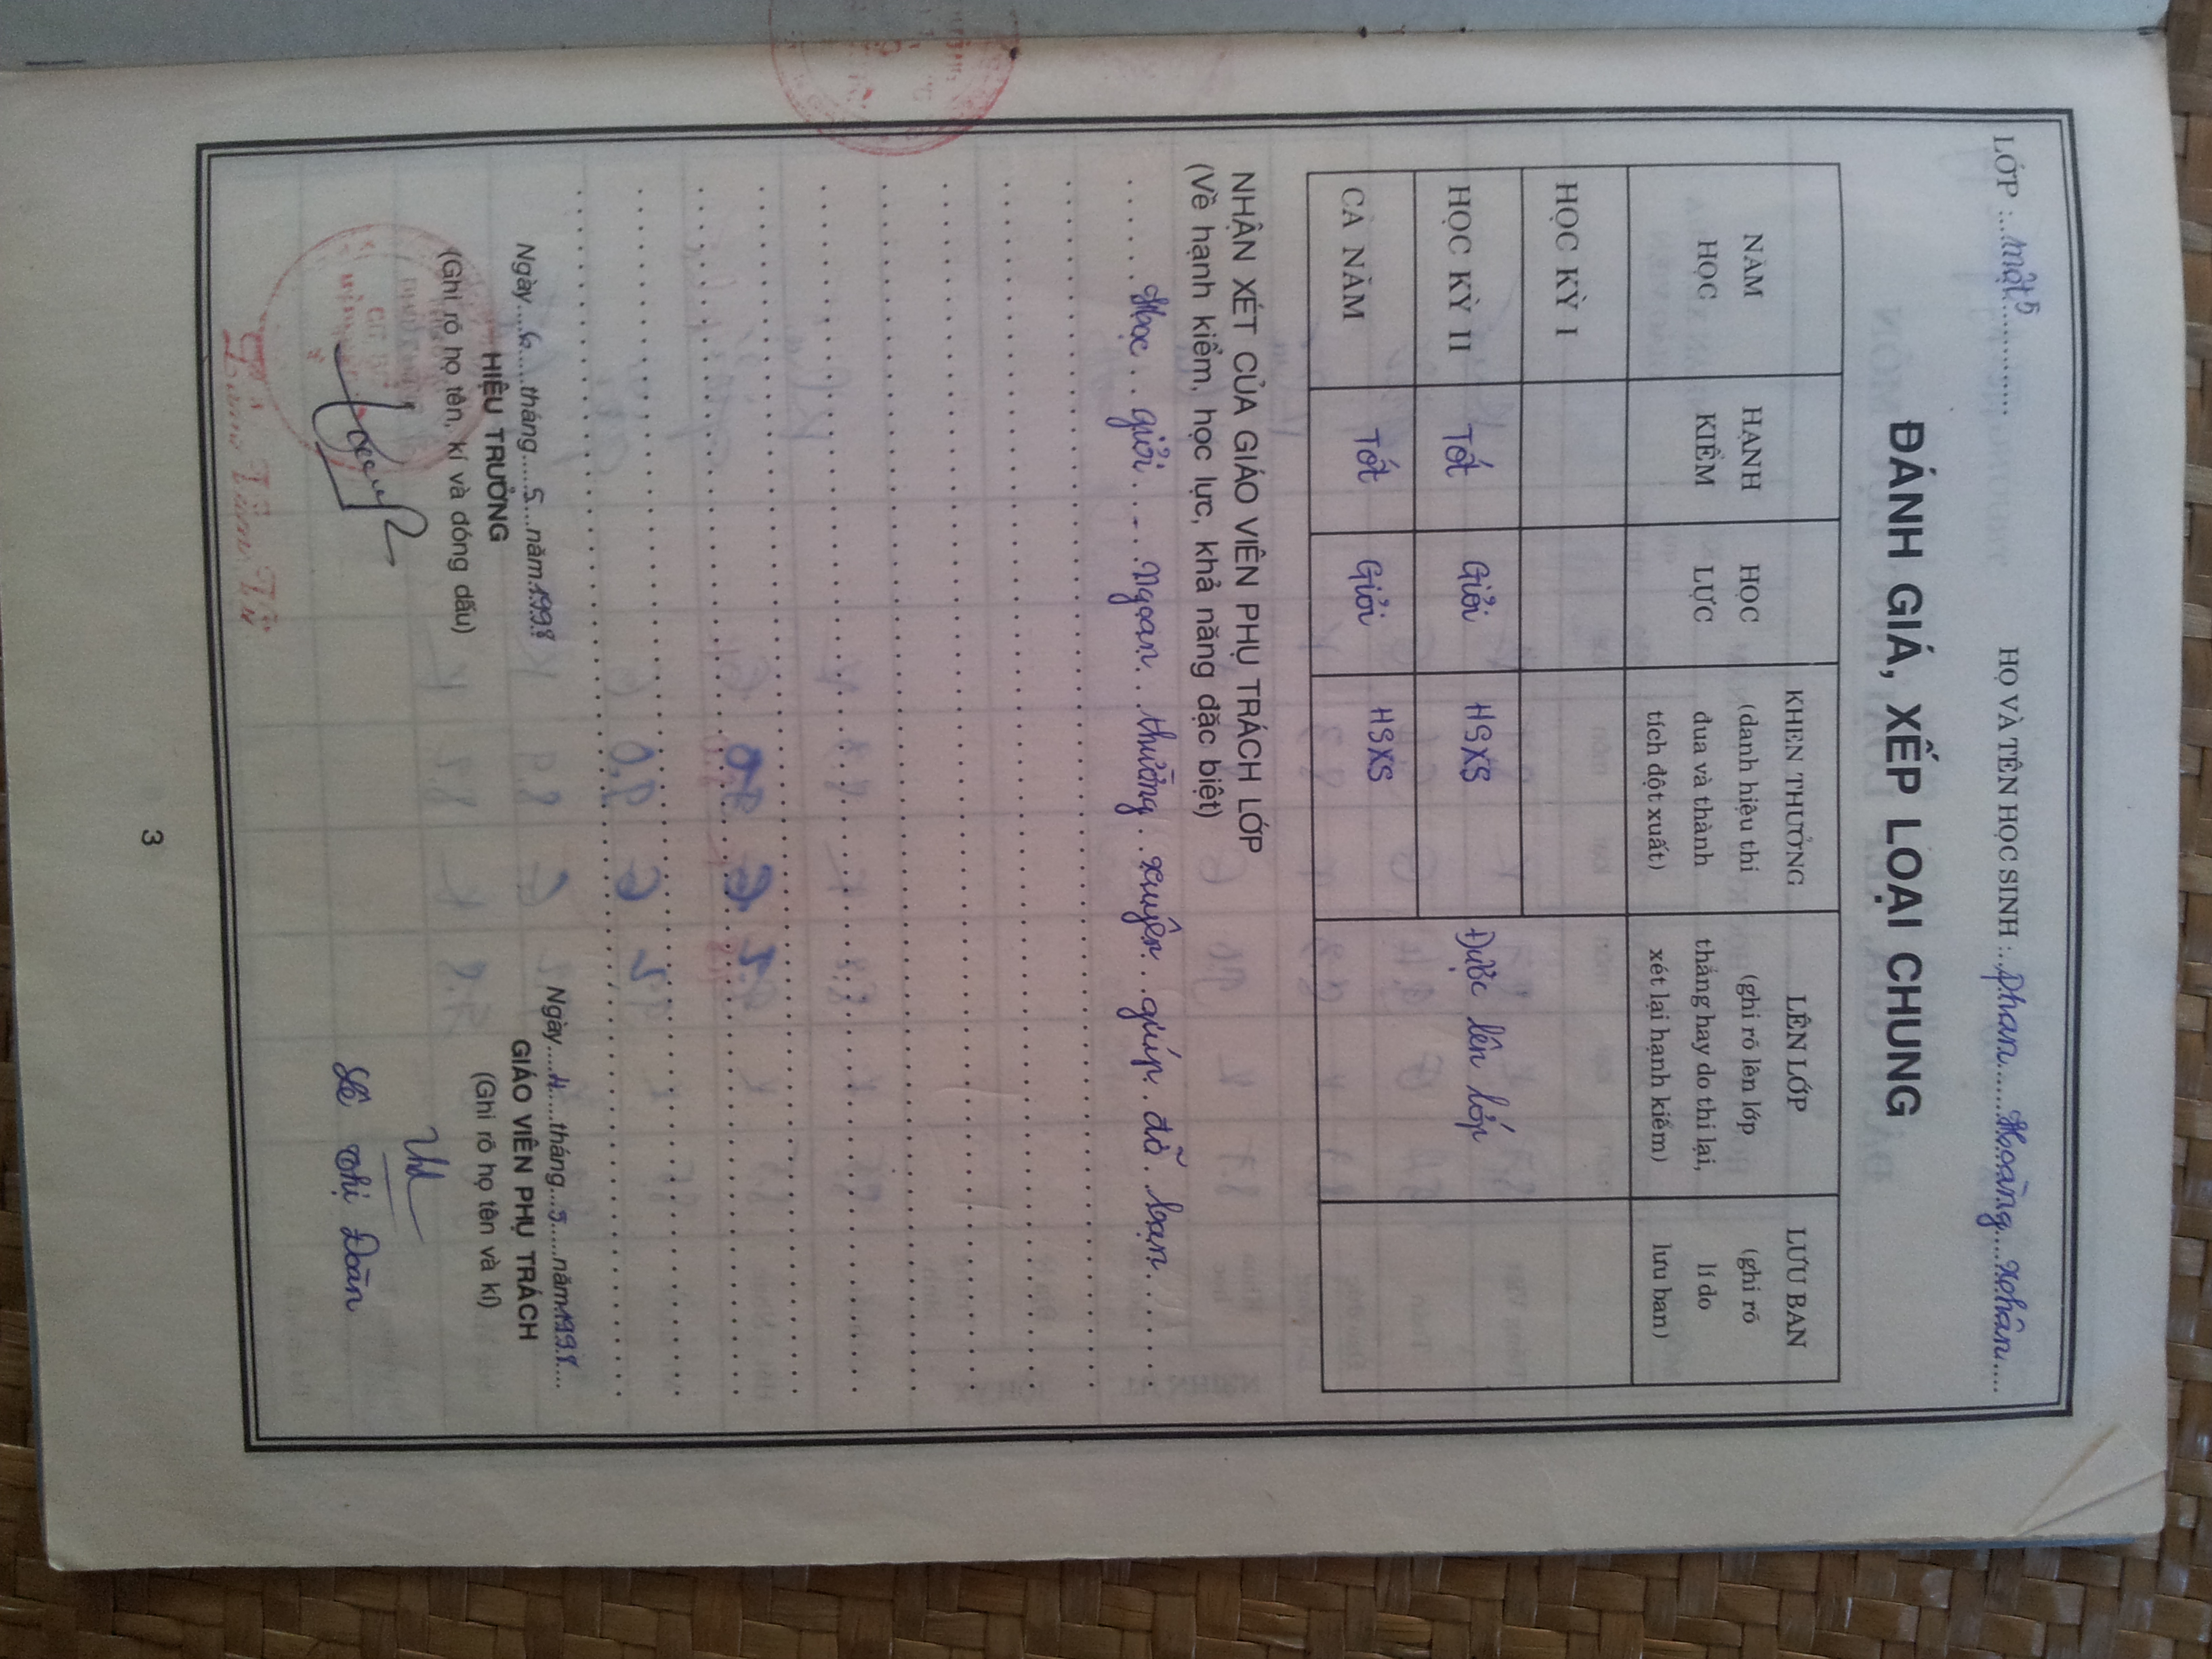 LỚP : một5 HỌ VÀ TÊN HỌC SINH : Phan Hoàng Nhân
ĐÁNH GIÁ, XẾP LOẠI CHUNG
NĂM HỌC
HẠNH KIỂM
HỌC LỰC
KHEN THƯỞNG
(danh hiệu thi
đua và thành
tích đột xuất)
LÊN LỚP
(ghi rõ lên lớp
thẳng hay do thi lại,
xét lại hạnh kiểm)
LƯU BAN
(ghi rõ
lí do
lưu ban)
HỌC KỲ I
HỌC KỲ II Tốt Giỏi HSXS Được lên lớp
CẢ NĂM Tốt Giỏi HSXS
NHẬN XÉT CỦA GIÁO VIÊN PHỤ TRÁCH LỚP
(Về hạnh kiểm, học lực, khả năng đặc biệt)
Học giỏi - Ngoan thường xuyên giúp đỡ bạn
Ngày 6 tháng 5 năm 1998
HIỆU TRƯỞNG
(Ghi rõ họ tên, kí và đóng dấu)
Ngày 4 tháng 5 năm 1998
GIÁO VIÊN PHỤ TRÁCH
(Ghi rõ họ tên và kí)
Lê Thị Đoàn
3